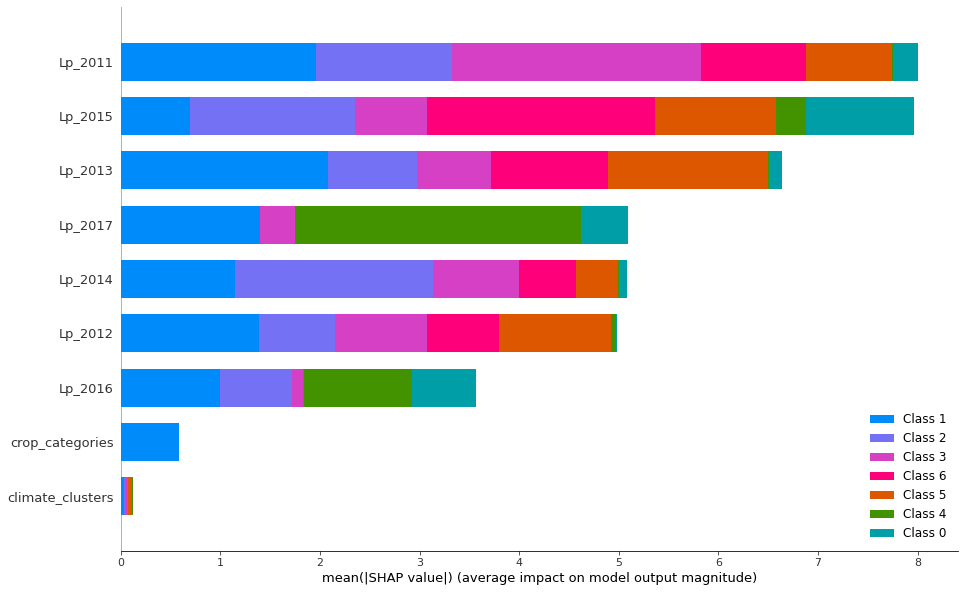 Lp_2011
Lp_2015
Lp_2013
Lp_2017
Lp_2014
Lp_2012
Lp_2016
crop_categories
climate_clusters
Class 1
Class 2
Class 3
Class 6
Class 5
Class 4
Class 0
0 1 2 3 4 5 6 7 8
mean(|SHAP value|) (average impact on model output magnitude)